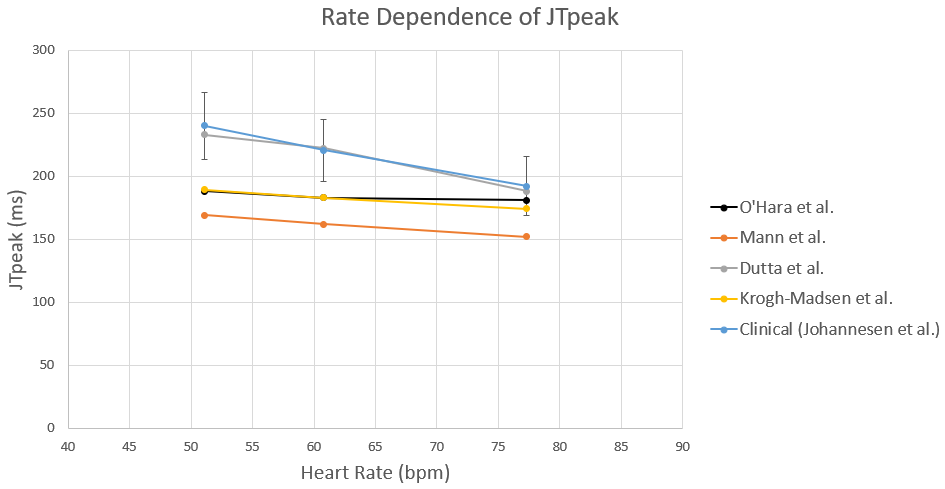 Rate Dependence of JTpeak
300
250
200
150
100
50
0
JTpeak (ms)
40 45 50 55 60 65 70 75 80 85 90
Heart Rate (bpm)
O'Hara et al.
Mann et al.
Dutta et al.
Krogh-Madsen et al.
Clinical (Johannesen et al.)